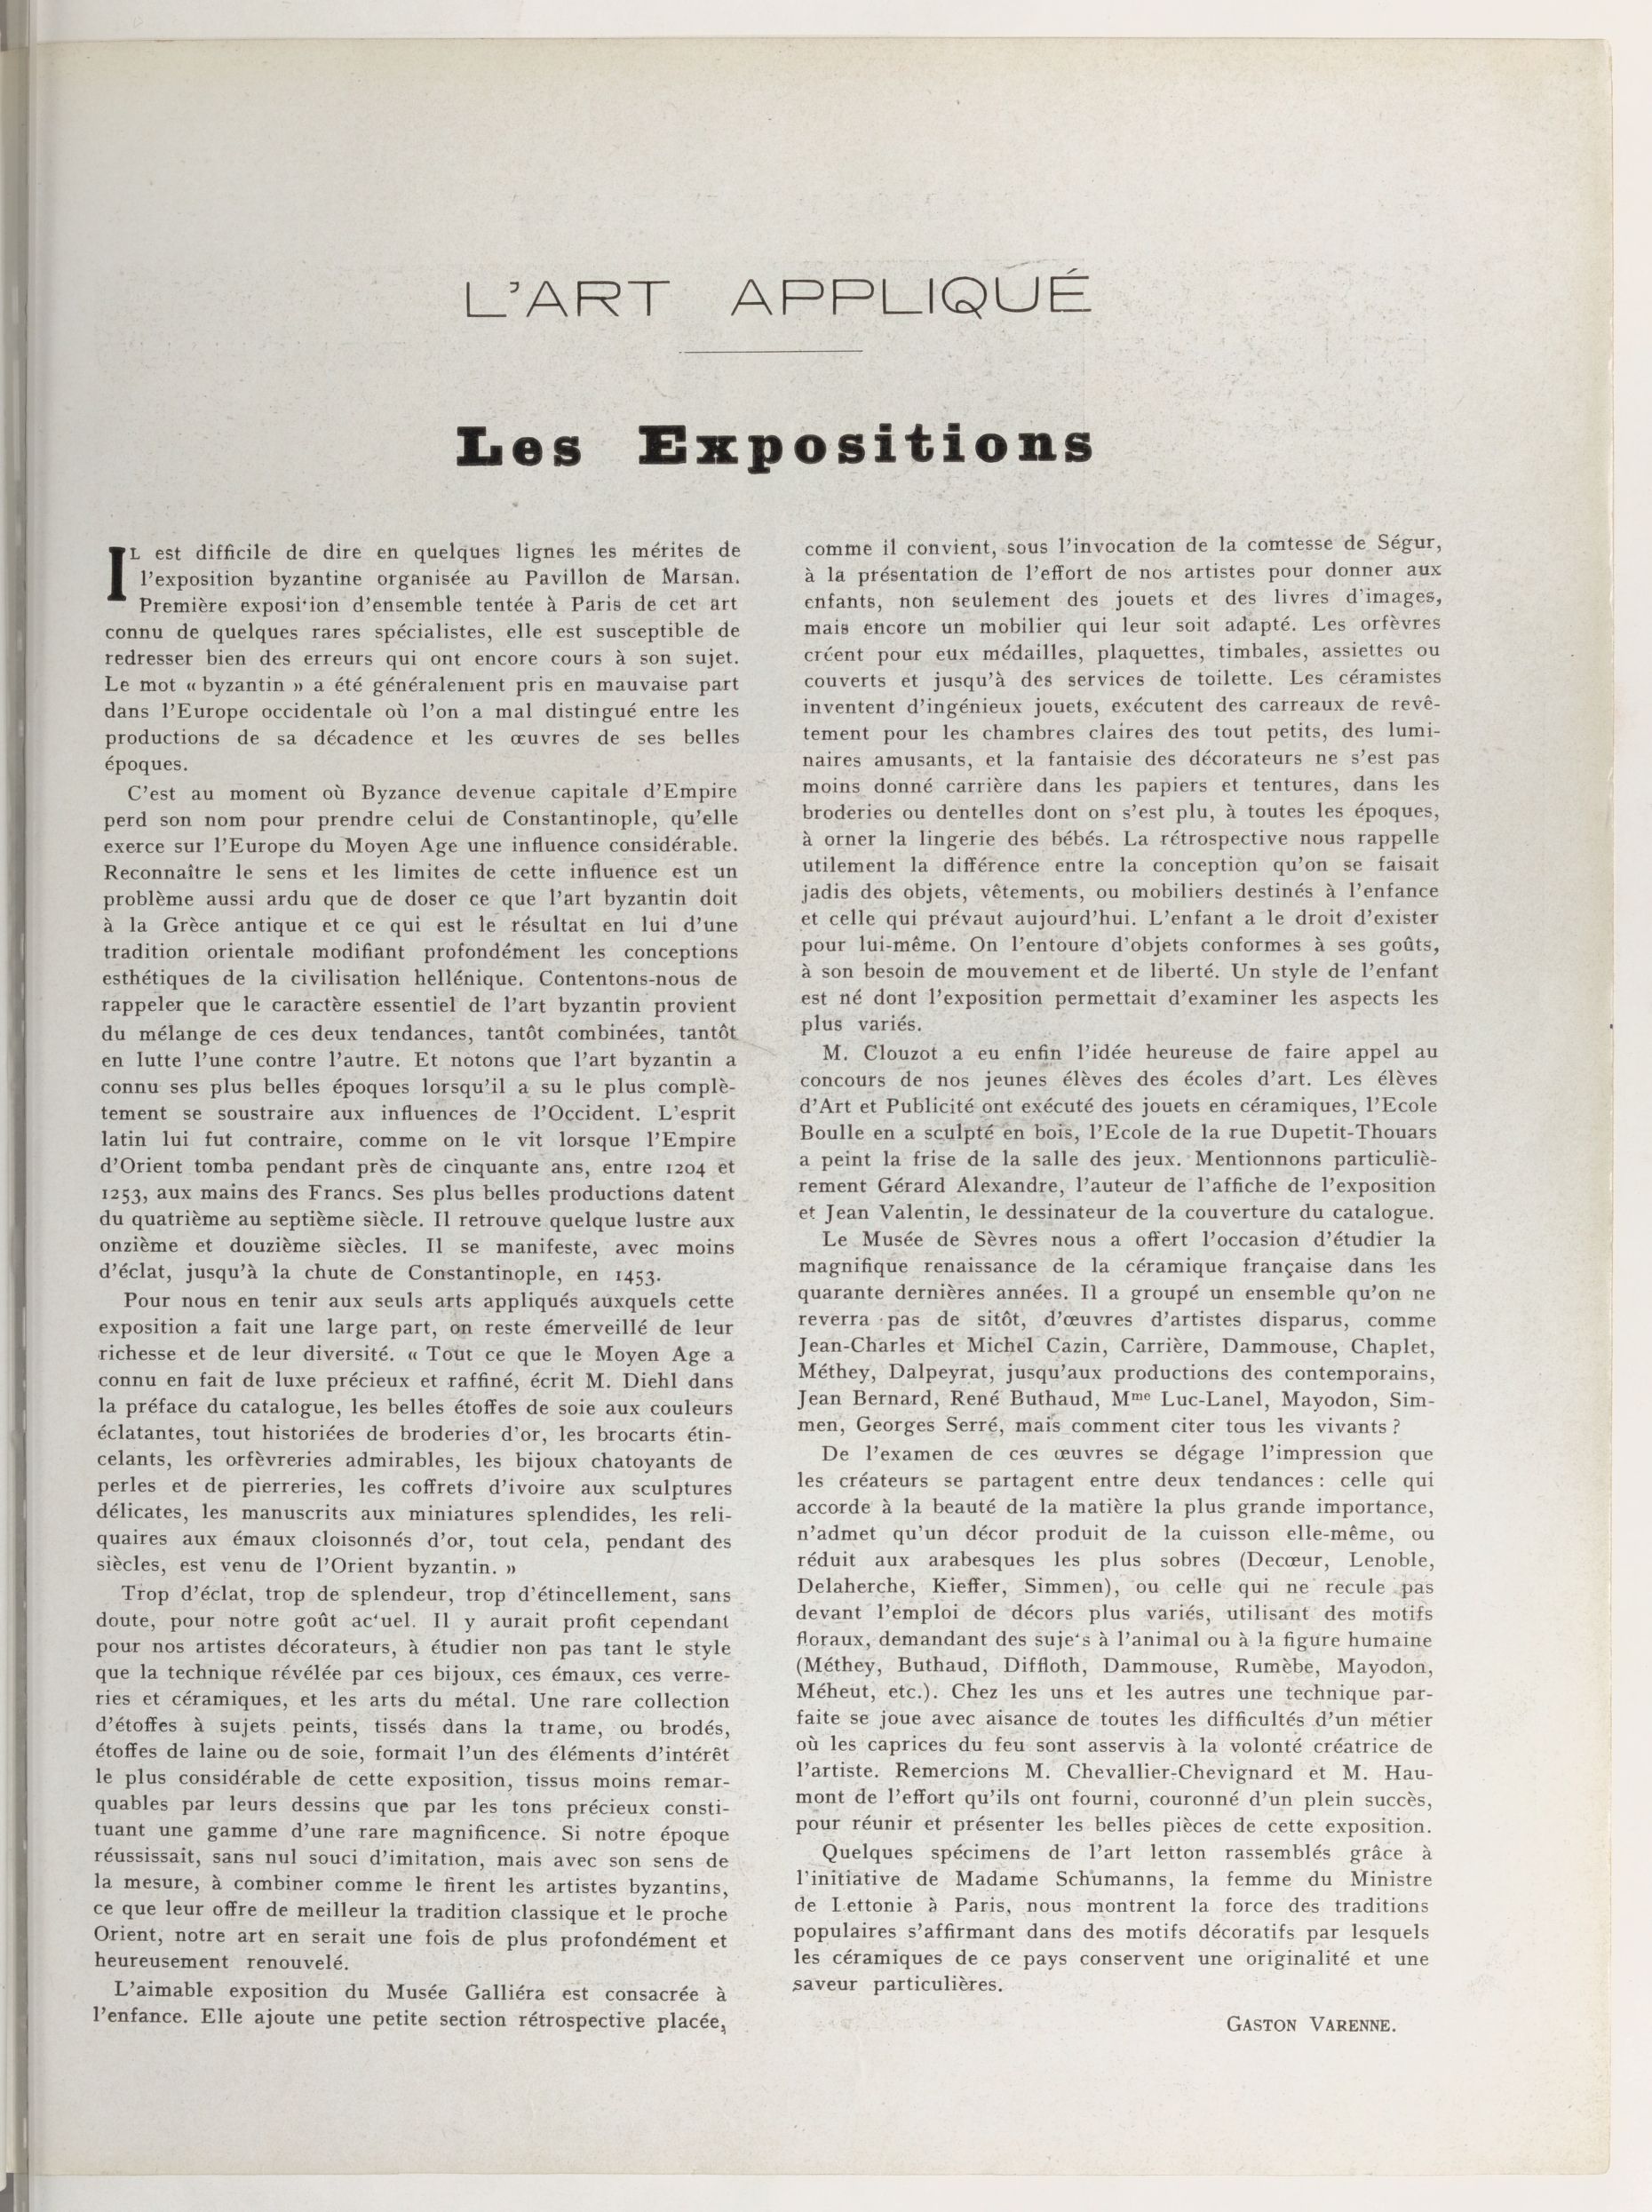 L'ART APPLIQUÉ
Les Expositions
IL est difficile de dire en quelques lignes les mérites de
l'exposition byzantine organisée au Pavillon de Marsan.
Première exposi'ion d'ensemble tentée à Paris de cet art
connu de quelques rares spécialistes, elle est susceptible de
redresser bien des erreurs qui ont encore cours à son sujet.
Le mot « byzantin » a été généralement pris en mauvaise part
dans l'Europe occidentale où l'on a mal distingué entre les
productions de sa décadence et les œuvres de ses belles
époques.
C'est au moment où Byzance devenue capitale d'Empire
perd son nom pour prendre celui de Constantinople, qu'elle
exerce sur l'Europe du Moyen Age une influence considérable.
Reconnaître le sens et les limites de cette influence est un
problème aussi ardu que de doser ce que l'art byzantin doit
à la Grèce antique et ce qui est le résultat en lui d'une
tradition orientale modifiant profondément les conceptions
esthétiques de la civilisation hellénique. Contentons-nous de
rappeler que le caractère essentiel de l'art byzantin provient
du mélange de ces deux tendances, tantôt combinées, tantôt
en lutte l'une contre l'autre. Et notons que l'art byzantin a
connu ses plus belles époques lorsqu'il a su le plus complè-
tement se soustraire aux influences de l'Occident. L'esprit
latin lui fut contraire, comme on le vit lorsque l'Empire
d'Orient tomba pendant près de cinquante ans, entre 1204 et
1253, aux mains des Francs. Ses plus belles productions datent
du quatrième au septième siècle. Il retrouve quelque lustre aux
onzième et douzième siècles. Il se manifeste, avec moins
d'éclat, jusqu'à la chute de Constantinople, en 1453.
Pour nous en tenir aux seuls arts appliqués auxquels cette
exposition a fait une large part, on reste émerveillé de leur
richesse et de leur diversité. « Tout ce que le Moyen Age a
connu en fait de luxe précieux et raffiné, écrit M. Diehl dans
la préface du catalogue, les belles étoffes de soie aux couleurs
éclatantes, tout historiées de broderies d'or, les brocarts étin-
celants, les orfèvreries admirables, les bijoux chatoyants de
perles et de pierreries, les coffrets d'ivoire aux sculptures
délicates, les manuscrits aux miniatures splendides, les reli-
quaires aux émaux cloisonnés d'or, tout cela, pendant des
siècles, est venu de l'Orient byzantin. »
Trop d'éclat, trop de splendeur, trop d'étincellement, sans
doute, pour notre goût ac'uel. Il y aurait profit cependant
pour nos artistes décorateurs, à étudier non pas tant le style
que la technique révélée par ces bijoux, ces émaux, ces verre-
ries et céramiques, et les arts du métal. Une rare collection
d'étoffes à sujets peints, tissés dans la trame, ou brodés,
étoffes de laine ou de soie, formait l'un des éléments d'intérêt
le plus considérable de cette exposition, tissus moins remar-
quables par leurs dessins que par les tons précieux consti-
tuant une gamme d'une rare magnificence. Si notre époque
réussissait, sans nul souci d'imitation, mais avec son sens de
la mesure, à combiner comme le firent les artistes byzantins,
ce que leur offre de meilleur la tradition classique et le proche
Orient, notre art en serait une fois de plus profondément et
heureusement renouvelé.
L'aimable exposition du Musée Galliéra est consacrée à
l'enfance. Elle ajoute une petite section rétrospective placée,
comme il convient, sous l'invocation de la comtesse de Ségur,
à la présentation de l'effort de nos artistes pour donner aux
enfants, non seulement des jouets et des livres d'images,
mais encore un mobilier qui leur soit adapté. Les orfèvres
créent pour eux médailles, plaquettes, timbales, assiettes ou
couverts et jusqu'à des services de toilette. Les céramistes
inventent d'ingénieux jouets, exécutent des carreaux de revê-
tement pour les chambres claires des tout petits, des lumi-
naires amusants, et la fantaisie des décorateurs ne s'est pas
moins donné carrière dans les papiers et tentures, dans les
broderies ou dentelles dont on s'est plu, à toutes les époques,
à orner la lingerie des bébés. La rétrospective nous rappelle
utilement la différence entre la conception qu'on se faisait
jadis des objets, vêtements, ou mobiliers destinés à l'enfance
et celle qui prévaut aujourd'hui. L'enfant a le droit d'exister
pour lui-même. On l'entoure d'objets conformes à ses goûts,
à son besoin de mouvement et de liberté. Un style de l'enfant
est né dont l'exposition permettait d'examiner les aspects les
plus variés.
M. Clouzot a eu enfin l'idée heureuse de faire appel au
concours de nos jeunes élèves des écoles d'art. Les élèves
d'Art et Publicité ont exécuté des jouets en céramiques, l'Ecole
Boulle en a sculpté en bois, l'Ecole de la rue Dupetit-Thouars
a peint la frise de la salle des jeux. Mentionnons particuliè-
rement Gérard Alexandre, l'auteur de l'affiche de l'exposition
et Jean Valentin, le dessinateur de la couverture du catalogue.
Le Musée de Sèvres nous a offert l'occasion d'étudier la
magnifique renaissance de la céramique française dans les
quarante dernières années. Il a groupé un ensemble qu'on ne
reverra pas de sitôt, d'œuvres d'artistes disparus, comme
Jean-Charles et Michel Cazin, Carrière, Dammouse, Chaplet,
Méthey, Dalpeyrat, jusqu'aux productions des contemporains,
Jean Bernard, René Buthaud, Mme Luc-Lanel, Mayodon, Sim-
men, Georges Serré, mais comment citer tous les vivants ?
De l'examen de ces œuvres se dégage l'impression que
les créateurs se partagent entre deux tendances : celle qui
accorde à la beauté de la matière la plus grande importance,
n'admet qu'un décor produit de la cuisson elle-même, ou
réduit aux arabesques les plus sobres (Decœur, Lenoble,
Delaherche, Kieffer, Simmen), ou celle qui ne recule pas
devant l'emploi de décors plus variés, utilisant des motifs
floraux, demandant des suje's à l'animal ou à la figure humaine
(Méthey, Buthaud, Diffloth, Dammouse, Rumèbe, Mayodon,
Méheut, etc.). Chez les uns et les autres une technique par-
faite se joue avec aisance de toutes les difficultés d'un métier
où les caprices du feu sont asservis à la volonté créatrice de
l'artiste. Remercions M. Chevallier-Chevignard et M. Hau-
mont de l'effort qu'ils ont fourni, couronné d'un plein succès,
pour réunir et présenter les belles pièces de cette exposition.
Quelques spécimens de l'art letton rassemblés grâce à
l'initiative de Madame Schumanns, la femme du Ministre
de Lettonie à Paris, nous montrent la force des traditions
populaires s'affirmant dans des motifs décoratifs par lesquels
les céramiques de ce pays conservent une originalité et une
saveur particulières.
GASTON VARENNE.